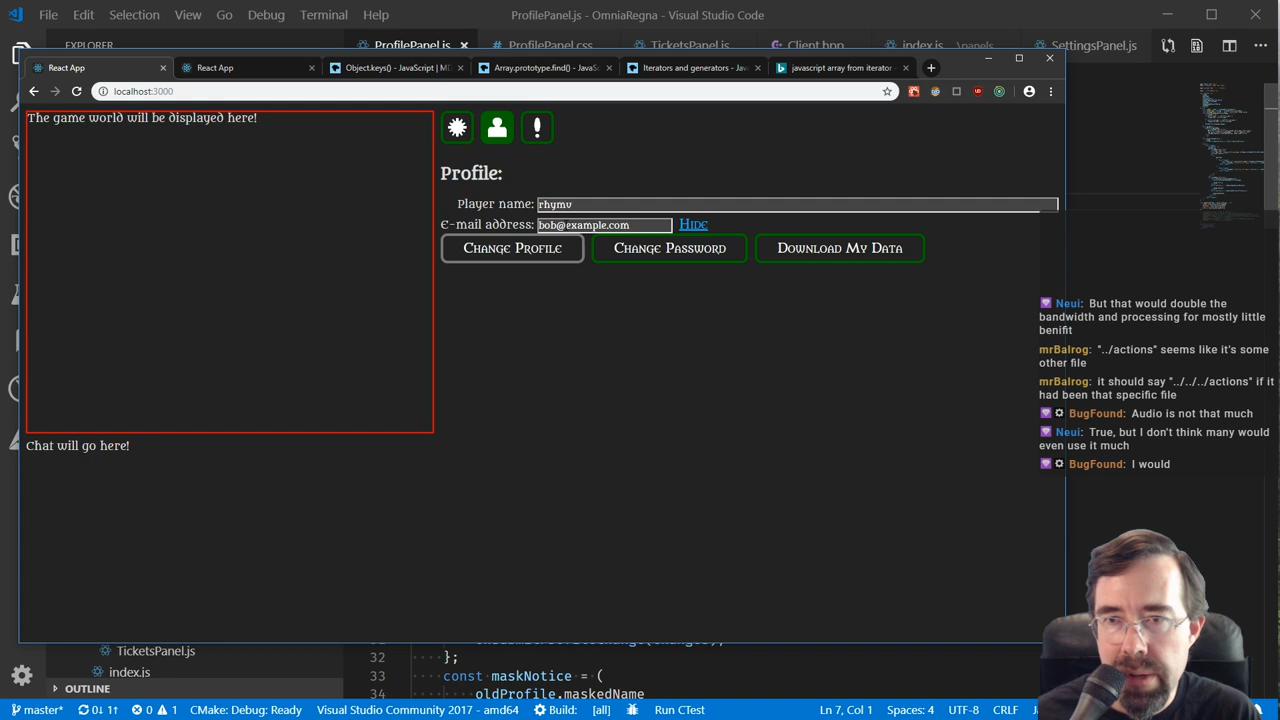 File Edit Selection View Go Debug Terminal Help ProfilePanel.js - OmniaRegna - Visual Studio Code
EXPLORER ProfilePanel.js ProfilePanel.css TicketsPanel.js Client.hpp index.js ...\panels SettingsPanel.js
React App React App Object.keys() - JavaScript | MD Array.prototype.find() - JavaSc Iterators and generators - Java javascript array from iterator -
localhost:3000
The game world will be displayed here!
Profile:
Player name: rhymu
E-mail address: bob@example.com Hide
Change Profile Change Password Download My Data
Chat will go here!
Neui: But that would double the
bandwidth and processing for mostly little
benifit
mrBalrog: "../actions" seems like it's some
other file
mrBalrog: it should say "../../../actions" if it
had been that specific file
BugFound: Audio is not that much
Neui: True, but I don't think many would
even use it much
BugFound: I would
TicketsPanel.js
index.js
OUTLINE
32 };
33 const maskNotice = (
34 oldProfile.maskedName
master* 0↓ 1↑ 0 1 CMake: Debug: Ready Visual Studio Community 2017 - amd64 Build: [all] Run CTest Ln 7, Col 1 Spaces: 4 UTF-8 CRLF